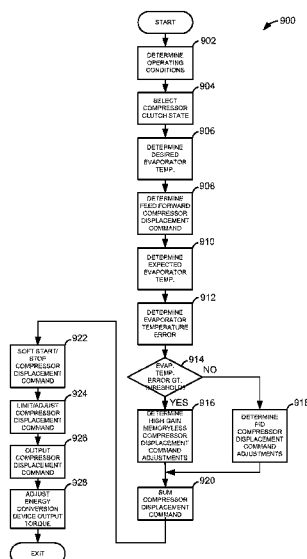 START
900
902
DETERMINE
OPERATING
CONDITIONS
904
SELECT
COMPRESSOR
CLUTCH STATE
906
DETERMINE
DESIRED
EVAPORATOR
TEMP.
908
DETERMINE
FEED FORWARD
COMPRESSOR
DISPLACEMENT
COMMAND
910
DETERMINE
EXPECTED
EVAPORATOR
TEMP.
912
DETERMINE
EVAPORATOR
TEMPERATURE
ERROR
914
EVAP.
TEMP.
ERROR GT.
THRESHOLD?
NO
YES
916
DETERMINE
HIGH GAIN
MEMORYLESS
COMPRESSOR
DISPLACEMENT
COMMAND
ADJUSTMENTS
918
DETERMINE
PID
COMPRESSOR
DISPLACEMENT
COMMAND
ADJUSTMENTS
920
SUM
COMPRESSOR
DISPLACEMENT
COMMAND
922
SOFT START/
STOP
COMPRESSOR
DISPLACEMENT
COMMAND
924
LIMIT/ADJUST
COMPRESSOR
DISPLACEMENT
COMMAND
926
OUTPUT
COMPRESSOR
DISPLACEMENT
COMMAND
928
ADJUST
ENERGY
CONVERSION
DEVICE OUTPUT
TORQUE
EXIT